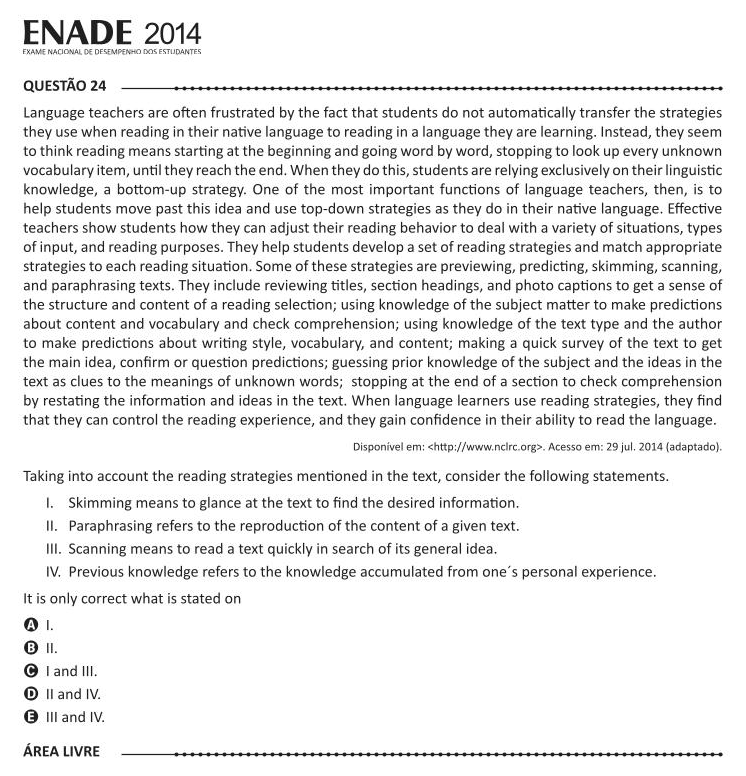 ENADE 2014
EXAME NACIONAL DE DESEMPENHO DOS ESTUDANTES
QUESTÃO 24
Language teachers are often frustrated by the fact that students do not automatically transfer the strategies
they use when reading in their native language to reading in a language they are learning. Instead, they seem
to think reading means starting at the beginning and going word by word, stopping to look up every unknown
vocabulary item, until they reach the end. When they do this, students are relying exclusively on their linguistic
knowledge, a bottom-up strategy. One of the most important functions of language teachers, then, is to
help students move past this idea and use top-down strategies as they do in their native language. Effective
teachers show students how they can adjust their reading behavior to deal with a variety of situations, types
of input, and reading purposes. They help students develop a set of reading strategies and match appropriate
strategies to each reading situation. Some of these strategies are previewing, predicting, skimming, scanning,
and paraphrasing texts. They include reviewing titles, section headings, and photo captions to get a sense of
the structure and content of a reading selection; using knowledge of the subject matter to make predictions
about content and vocabulary and check comprehension; using knowledge of the text type and the author
to make predictions about writing style, vocabulary, and content; making a quick survey of the text to get
the main idea, confirm or question predictions; guessing prior knowledge of the subject and the ideas in the
text as clues to the meanings of unknown words; stopping at the end of a section to check comprehension
by restating the information and ideas in the text. When language learners use reading strategies, they find
that they can control the reading experience, and they gain confidence in their ability to read the language.
Disponível em: <http://www.nclrc.org>. Acesso em: 29 jul. 2014 (adaptado).
Taking into account the reading strategies mentioned in the text, consider the following statements.
I. Skimming means to glance at the text to find the desired information.
II. Paraphrasing refers to the reproduction of the content of a given text.
III. Scanning means to read a text quickly in search of its general idea.
IV. Previous knowledge refers to the knowledge accumulated from one´s personal experience.
It is only correct what is stated on
A I.
B II.
C I and III.
D II and IV.
E III and IV.
ÁREA LIVRE